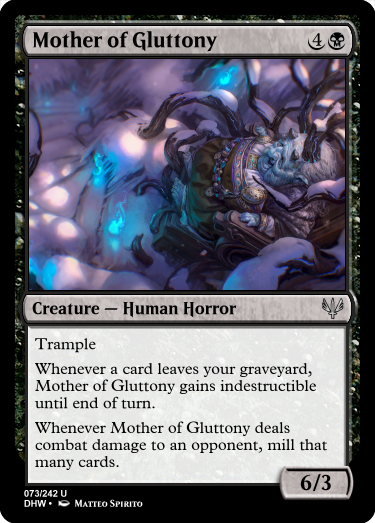 Mother of Gluttony 4
Creature — Human Horror
Trample
Whenever a card leaves your graveyard,
Mother of Gluttony gains indestructible
until end of turn.
Whenever Mother of Gluttony deals
combat damage to an opponent, mill that
many cards.
6/3
073/242 U
DHW • Matteo Spirito